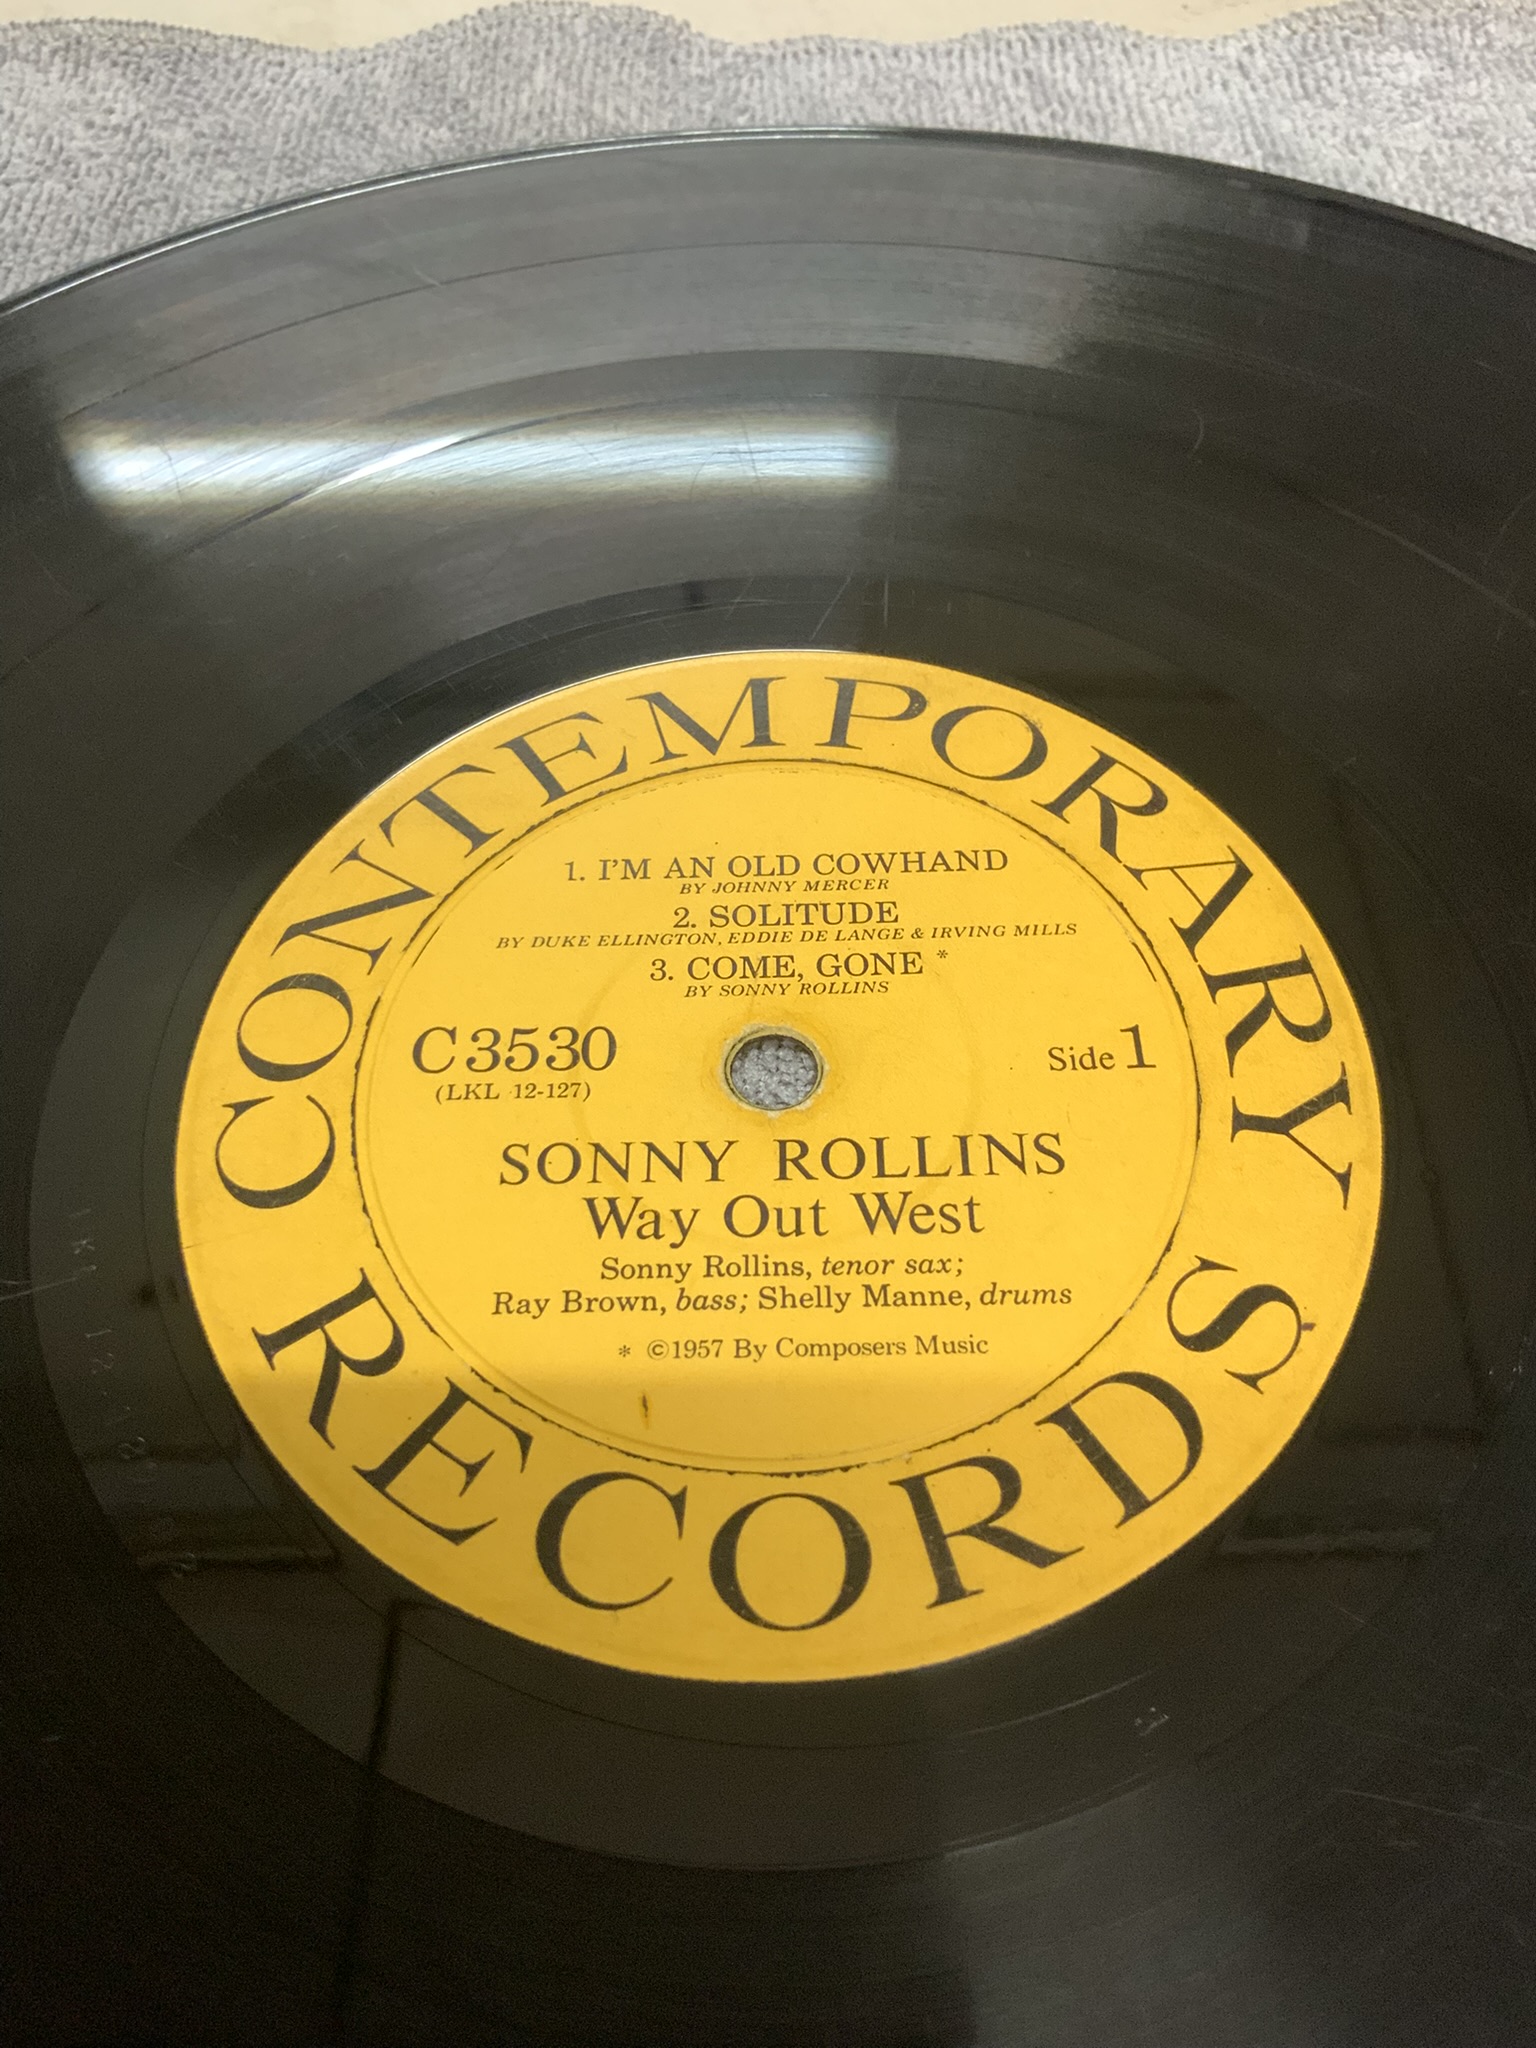 CONTEMPORARY
1. I'M AN OLD COWHAND
BY JOHNNY MERCER
2. SOLITUDE
BY DUKE ELLINGTON, EDDIE DE LANGE & IRVING MILLS
3. COME, GONE *
BY SONNY ROLLINS
C 3530
(LKL 12-127)
Side 1
SONNY ROLLINS
Way Out West
Sonny Rollins, tenor sax;
Ray Brown, bass; Shelly Manne, drums
* ©1957 By Composers Music
RECORDS